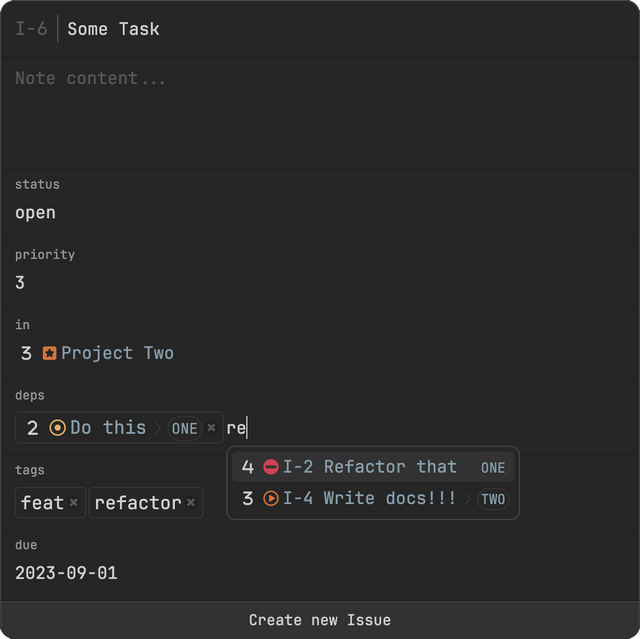 I-6 Some Task
Note content...
status
open
priority
3
in
3 Project Two
deps
2 Do this > ONE × re
4 I-2 Refactor that ONE
3 I-4 Write docs!!! > TWO
tags
feat × refactor ×
due
2023-09-01
Create new Issue